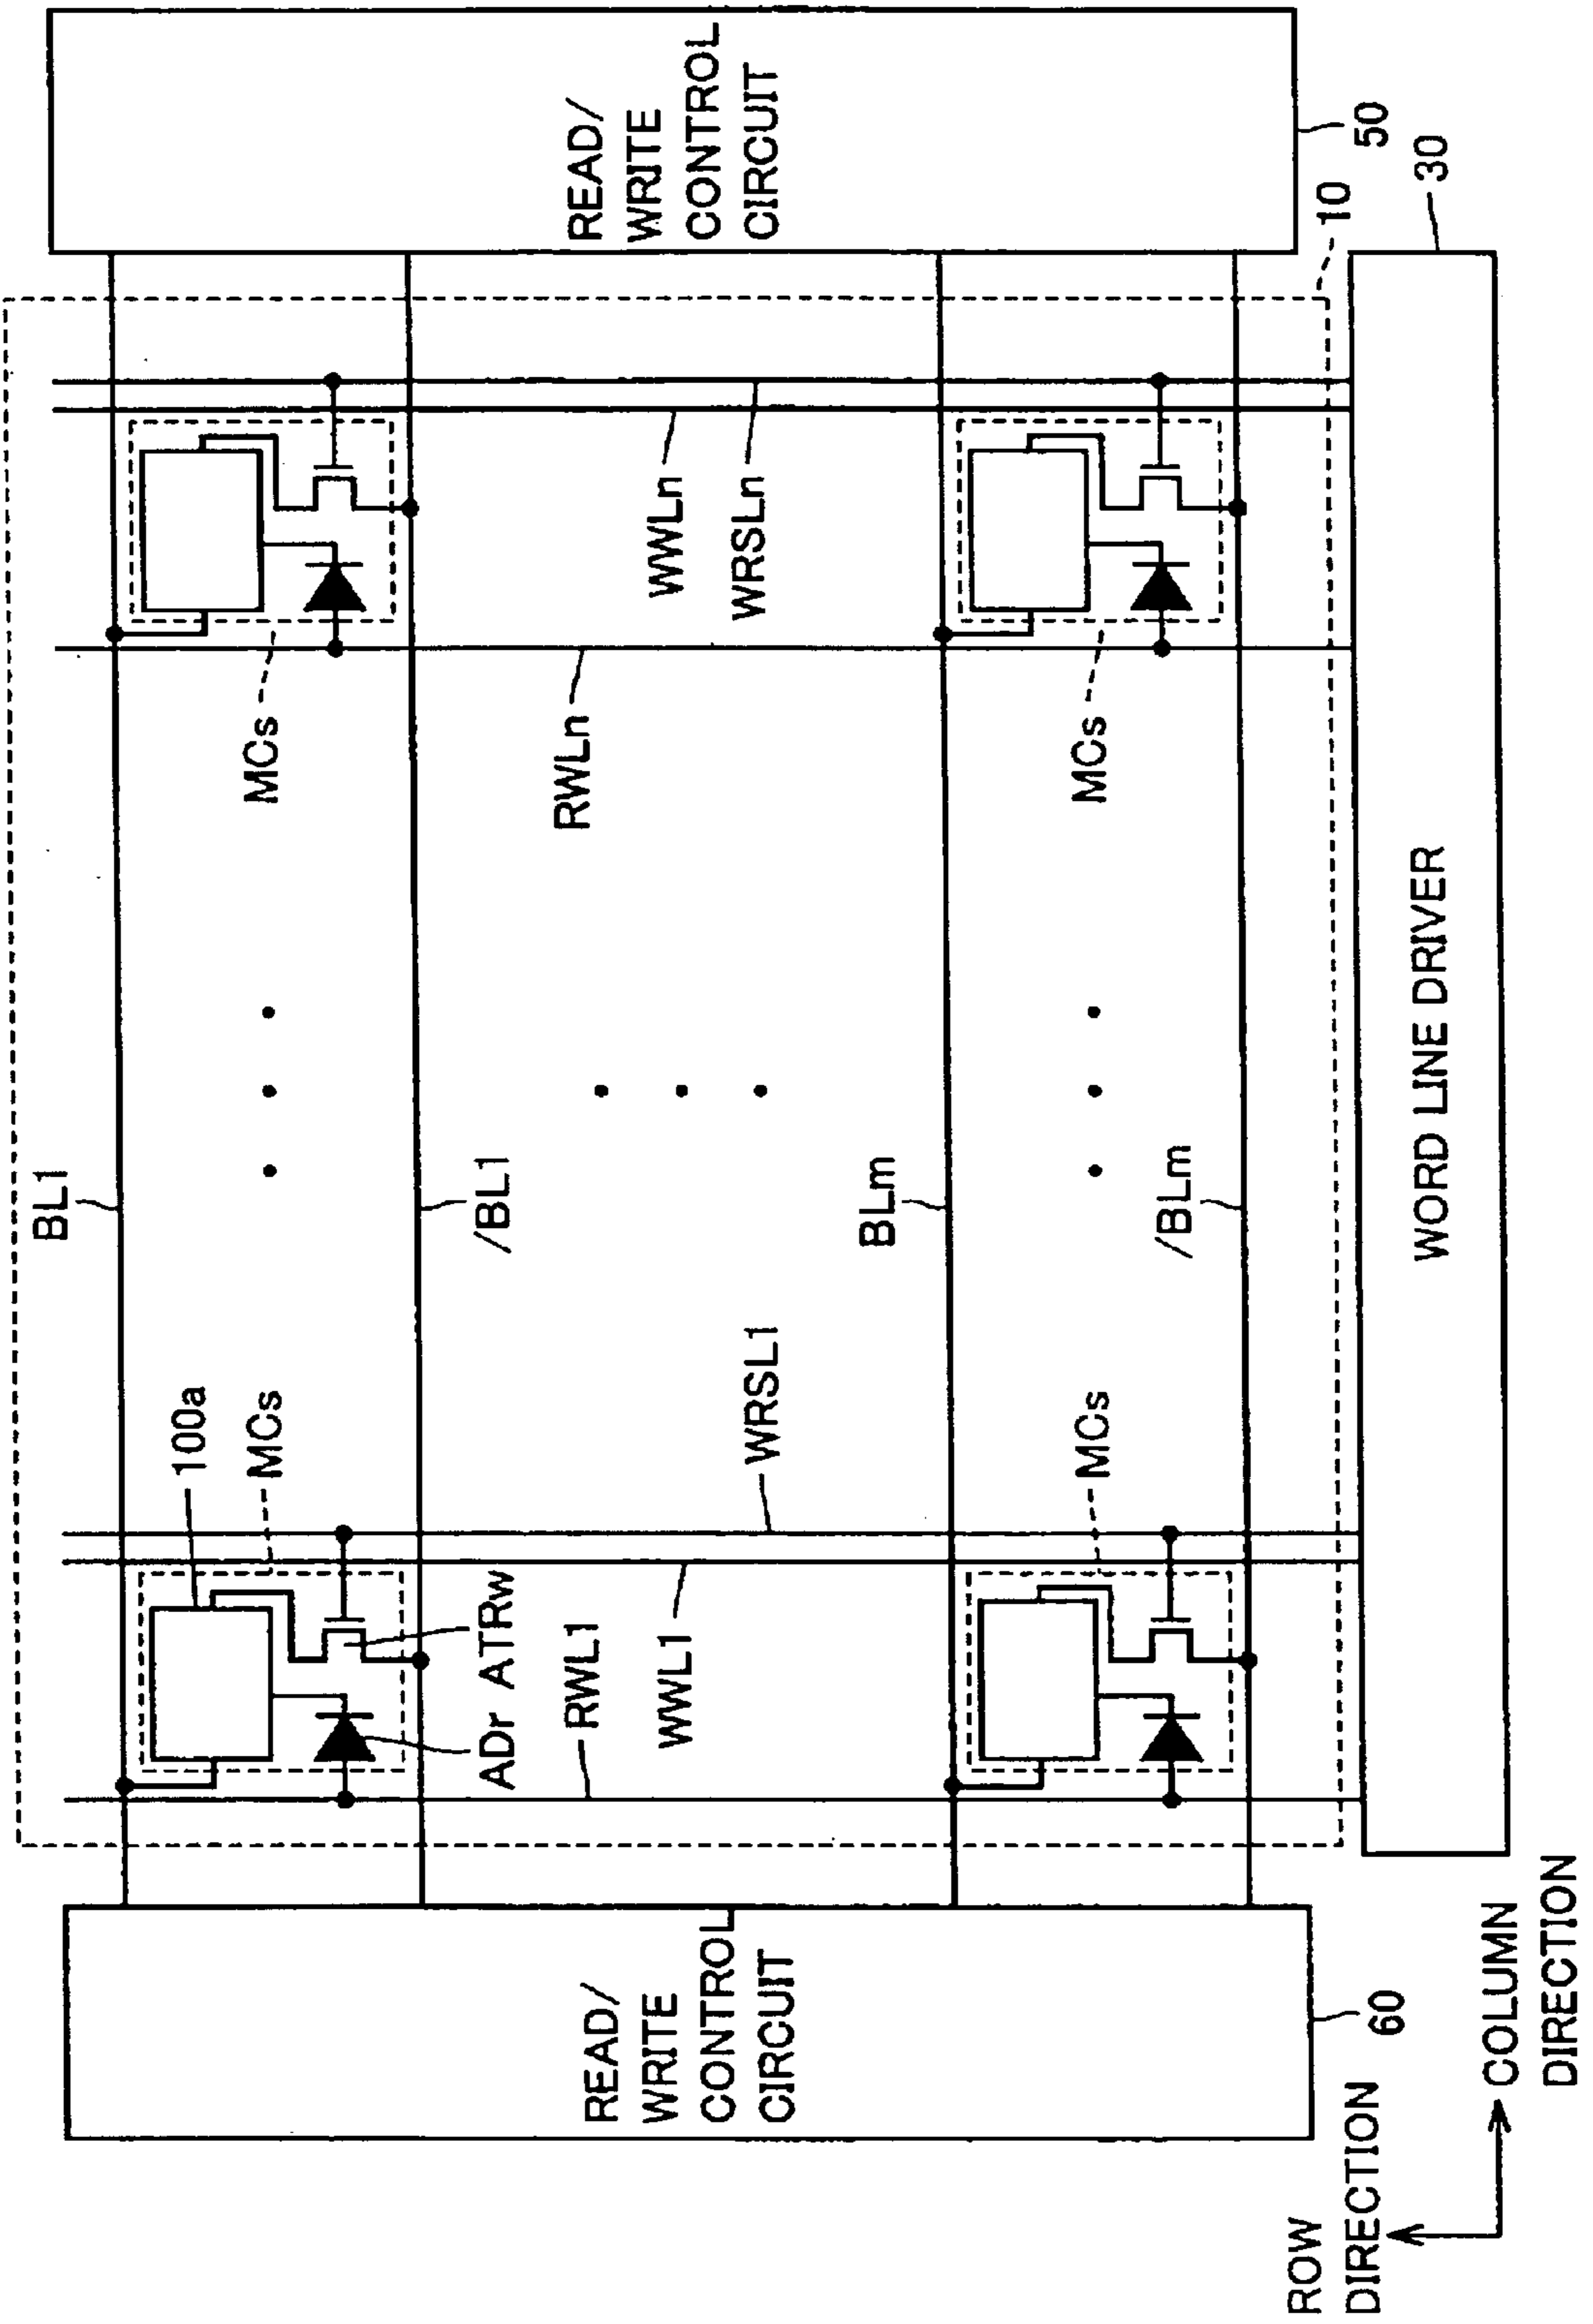 READ/
WRITE
CONTROL
CIRCUIT
50
10
30
WWLn
WRSLn
MCs
RWLn
MCs
BL1
/BL1
BLm
/BLm
WORD LINE DRIVER
100a
MCs
WRSL1
MCs
ADr ATRw
RWL1
WWL1
READ/
WRITE
CONTROL
CIRCUIT
60
ROW
DIRECTION
COLUMN
DIRECTION